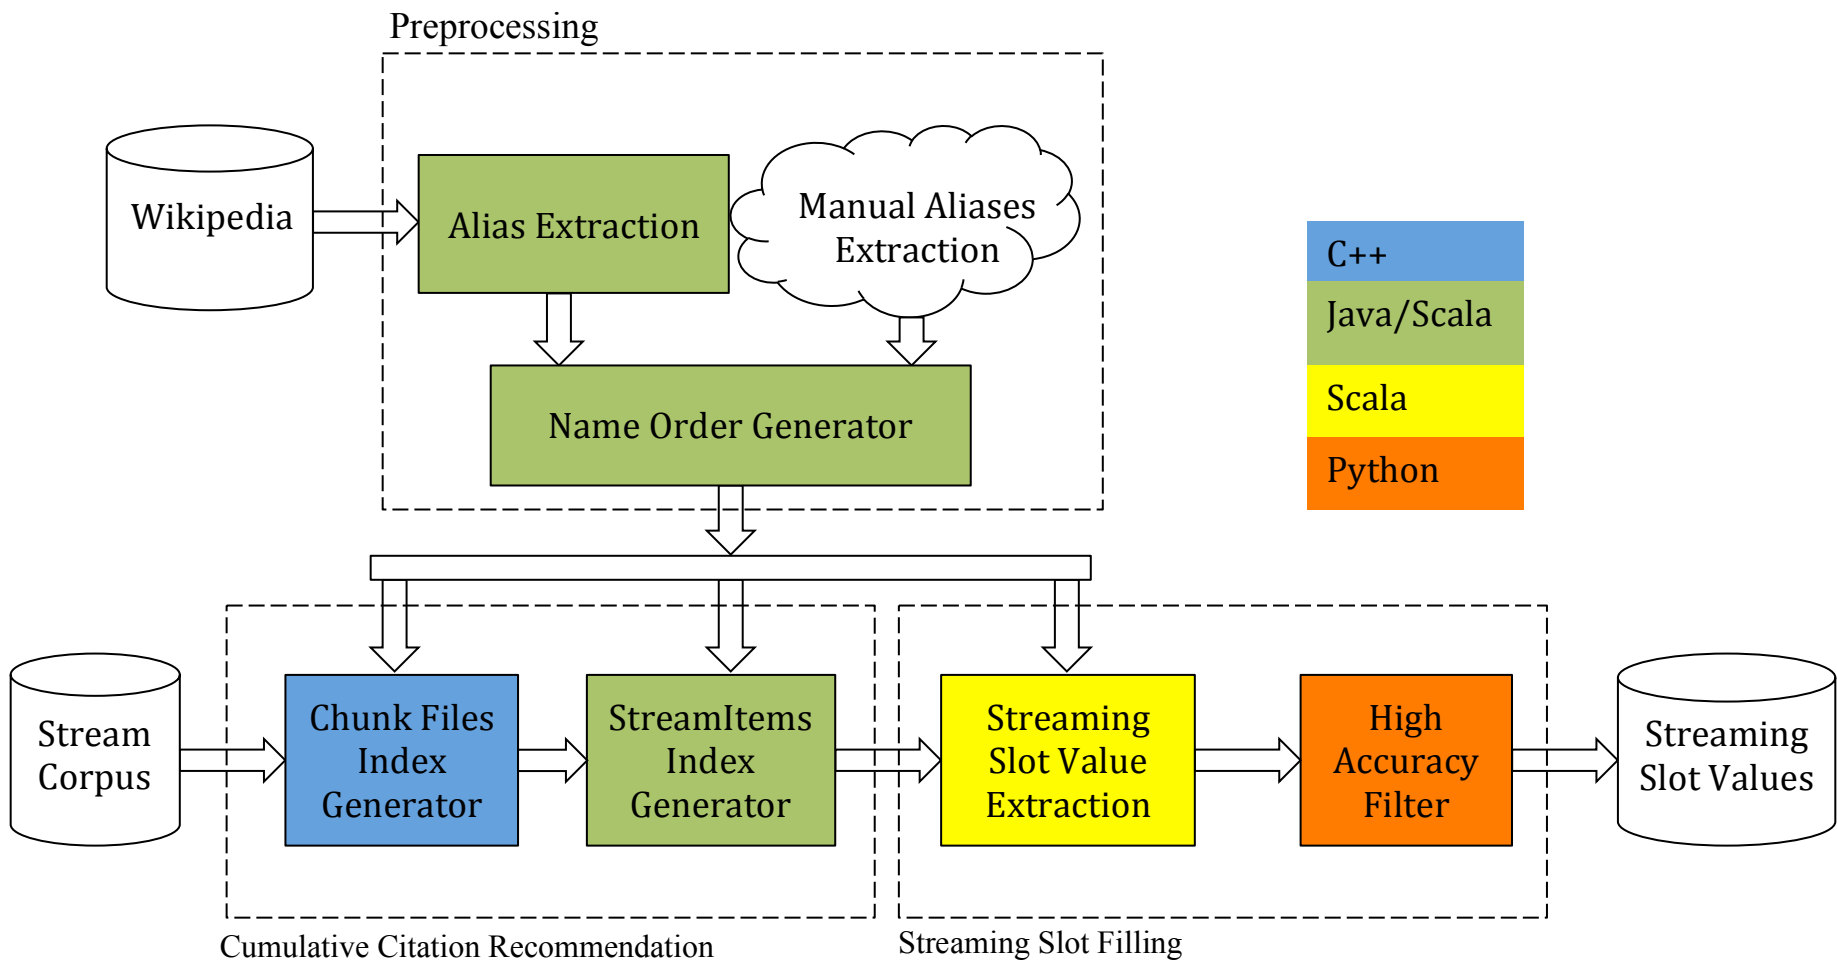 Preprocessing
Wikipedia
Alias Extraction
Manual Aliases
Extraction
Name Order Generator
C++
Java/Scala
Scala
Python
Stream
Corpus
Chunk Files
Index
Generator
StreamItems
Index
Generator
Streaming
Slot Value
Extraction
High
Accuracy
Filter
Streaming
Slot Values
Cumulative Citation Recommendation
Streaming Slot Filling